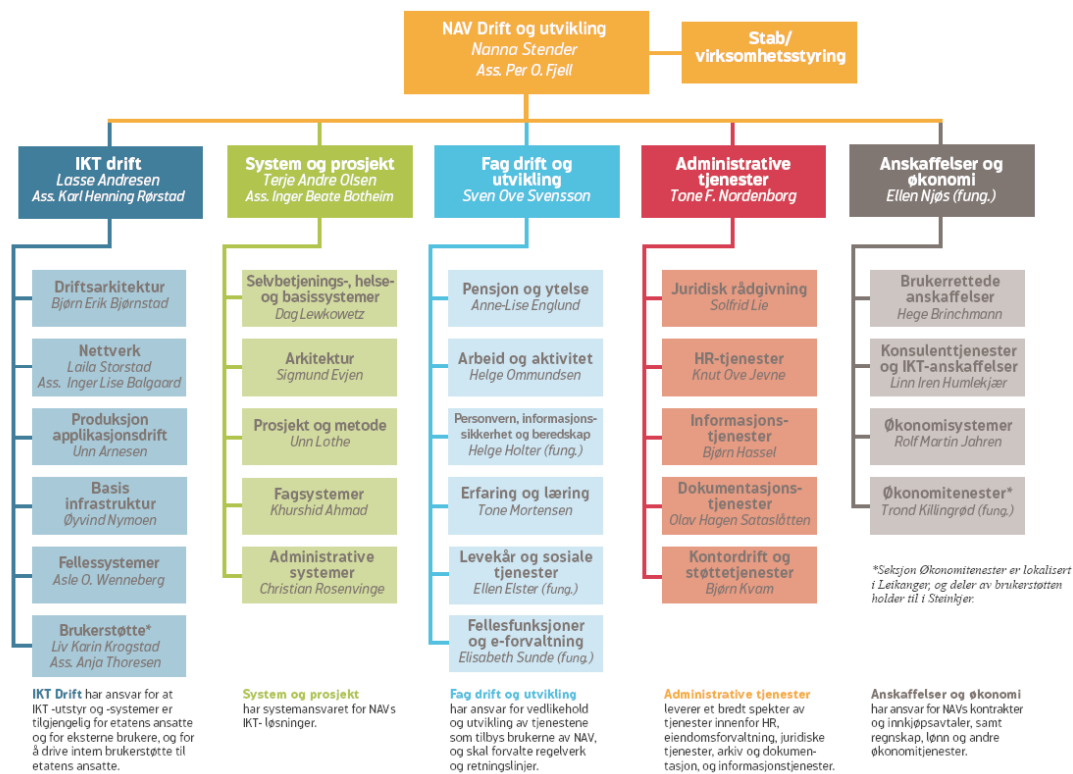 NAV Drift og utvikling
Nanna Stender
Ass. Per O. Fjell
Stab/
virksomhetsstyring
IKT drift
Lasse Andresen
Ass. Karl Henning Rørstad
System og prosjekt
Terje Andre Olsen
Ass. Inger Beate Botheim
Fag drift og
utvikling
Sven Ove Svensson
Administrative
tjenester
Tone F. Nordenborg
Anskaffelser og
økonomi
Ellen Njøs (fung.)
Driftsarkitektur
Bjørn Erik Bjørnstad
Nettverk
Laila Storstad
Ass. Inger Lise Balgaard
Produksjon
applikasjonsdrift
Unn Arnesen
Basis
infrastruktur
Øyvind Nymoen
Fellessystemer
Asle O. Wenneberg
Brukerstøtte*
Liv Karin Krogstad
Ass. Anja Thoresen
Selvbetjenings-, helse-
og basissystemer
Dag Lewkowetz
Arkitektur
Sigmund Evjen
Prosjekt og metode
Unn Lothe
Fagsystemer
Khurshid Ahmad
Administrative
systemer
Christian Rosenvinge
Pensjon og ytelse
Anne-Lise Englund
Arbeid og aktivitet
Helge Ommundsen
Personvern, informasjons-
sikkerhet og beredskap
Helge Holter (fung.)
Erfaring og læring
Tone Mortensen
Levekår og sosiale
tjenester
Ellen Elster (fung.)
Fellesfunksjoner
og e-forvaltning
Elisabeth Sunde (fung.)
Juridisk rådgivning
Solfrid Lie
HR-tjenester
Knut Ove Jevne
Informasjons-
tjenester
Bjørn Hassel
Dokumentasjons-
tjenester
Olav Hagen Sataslåtten
Kontordrift og
støttetjenester
Bjørn Kvam
Brukerrettede
anskaffelser
Hege Brinchmann
Konsulenttjenester
og IKT-anskaffelser
Linn Iren Humlekjær
Økonomisystemer
Rolf Martin Jahren
Økonomitenester*
Trond Killingrød (fung.)
*Seksjon Økonomitenester er lokalisert
i Leikanger, og deler av brukerstøtten
holder til i Steinkjer.
IKT Drift har ansvar for at
IKT -utstyr og -systemer er
tilgjengelig for etatens ansatte
og for eksterne brukere, og for
å drive intern brukerstøtte til
etatens ansatte.
System og prosjekt
har systemansvaret for NAVs
IKT- løsninger.
Fag drift og utvikling
har ansvar for vedlikehold
og utvikling av tjenestene
som tilbys brukerne av NAV,
og skal forvalte regelverk
og retningslinjer.
Administrative tjenester
leverer et bredt spekter av
tjenester innenfor HR,
eiendomsforvaltning, juridiske
tjenester, arkiv og dokumen-
tasjon, og informasjonstjenester.
Anskaffelser og økonomi
har ansvar for NAVs kontrakter
og innkjøpsavtaler, samt
regnskap, lønn og andre
økonomitjenester.